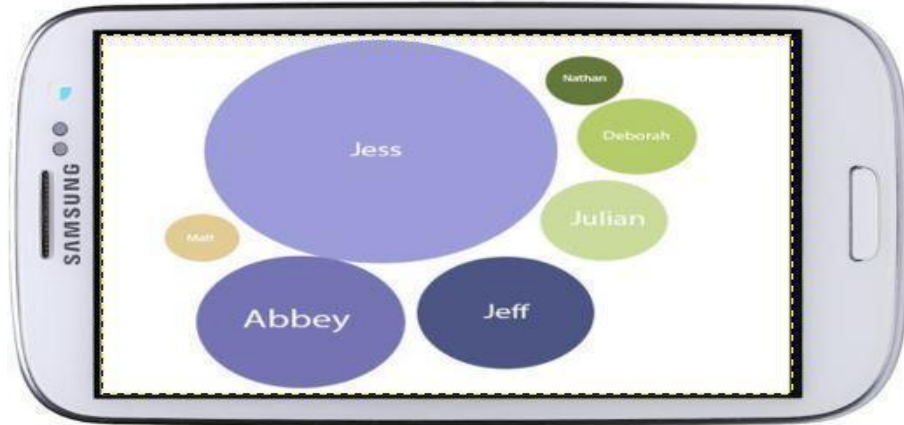 Nathan
Deborah
Jess
Julian
Matt
Abbey
Jeff
SAMSUNG